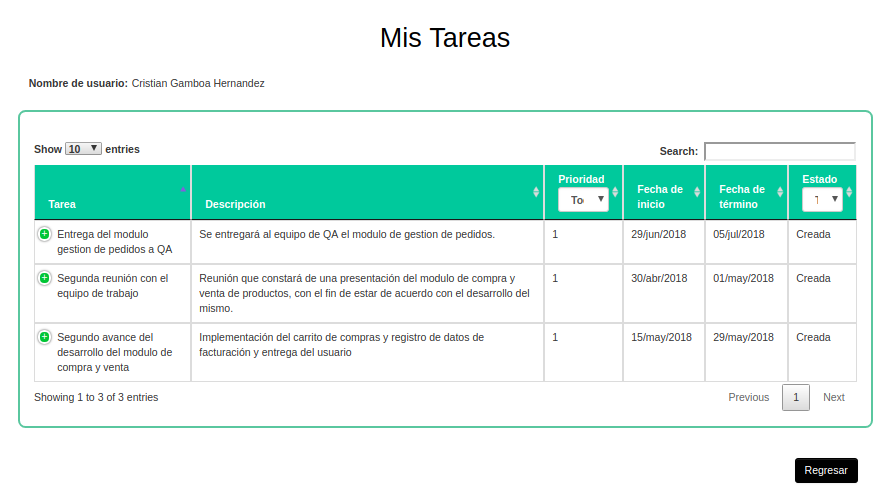 Mis Tareas
Nombre de usuario: Cristian Gamboa Hernandez
Show 10 entries
Search:
Tarea
Descripción
Prioridad
To
Fecha de
inicio
Fecha de
término
Estado
T
Entrega del modulo
gestion de pedidos a QA
Se entregará al equipo de QA el modulo de gestion de pedidos.
1
29/jun/2018
05/jul/2018
Creada
Segunda reunión con el
equipo de trabajo
Reunión que constará de una presentación del modulo de compra y
venta de productos, con el fin de estar de acuerdo con el desarrollo del
mismo.
1
30/abr/2018
01/may/2018
Creada
Segundo avance del
desarrollo del modulo de
compra y venta
Implementación del carrito de compras y registro de datos de
facturación y entrega del usuario
1
15/may/2018
29/may/2018
Creada
Showing 1 to 3 of 3 entries
Previous 1 Next
Regresar